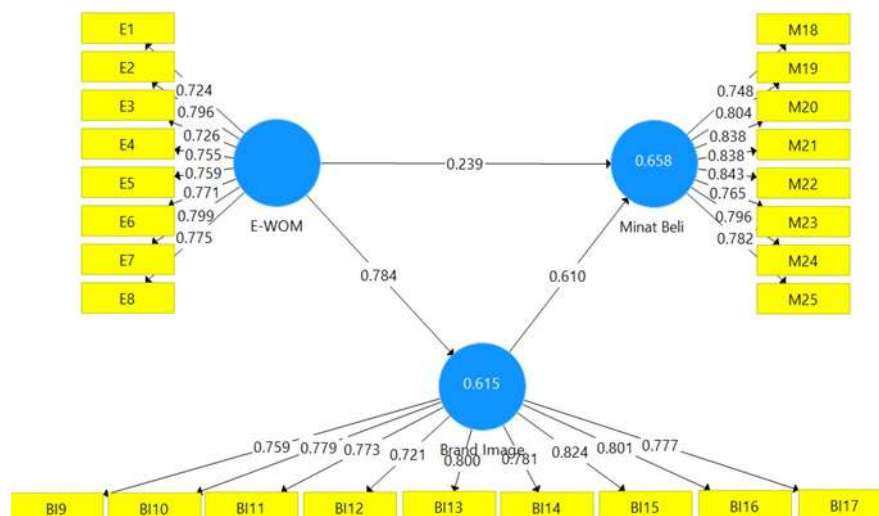 E1
E2
E3
E4
E5
E6
E7
E8
0.724
0.796
0.726
0.755
0.759
0.771
0.799
0.775
E-WOM
0.239
0.784
0.658
Minat Beli
0.610
0.748
0.804
0.838
0.838
0.843
0.765
0.796
0.782
M18
M19
M20
M21
M22
M23
M24
M25
0.615
Brand Image
0.759
0.779
0.773
0.721
0.800
0.781
0.824
0.801
0.777
BI9
BI10
BI11
BI12
BI13
BI14
BI15
BI16
BI17